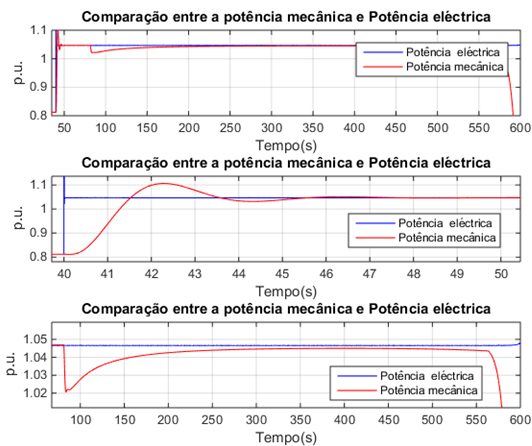 Comparação entre a potência mecânica e Potência eléctrica
1.1
1
0.9
0.8
p.u.
Potência eléctrica
Potência mecânica
50 100 150 200 250 300 350 400 450 500 550 600
Tempo(s)
Comparação entre a potência mecânica e Potência eléctrica
1.1
1
0.9
0.8
p.u.
Potência eléctrica
Potência mecânica
40 41 42 43 44 45 46 47 48 49 50
Tempo(s)
Comparação entre a potência mecânica e Potência eléctrica
1.05
1.04
1.03
1.02
p.u.
Potência eléctrica
Potência mecânica
100 150 200 250 300 350 400 450 500 550 600
Tempo(s)